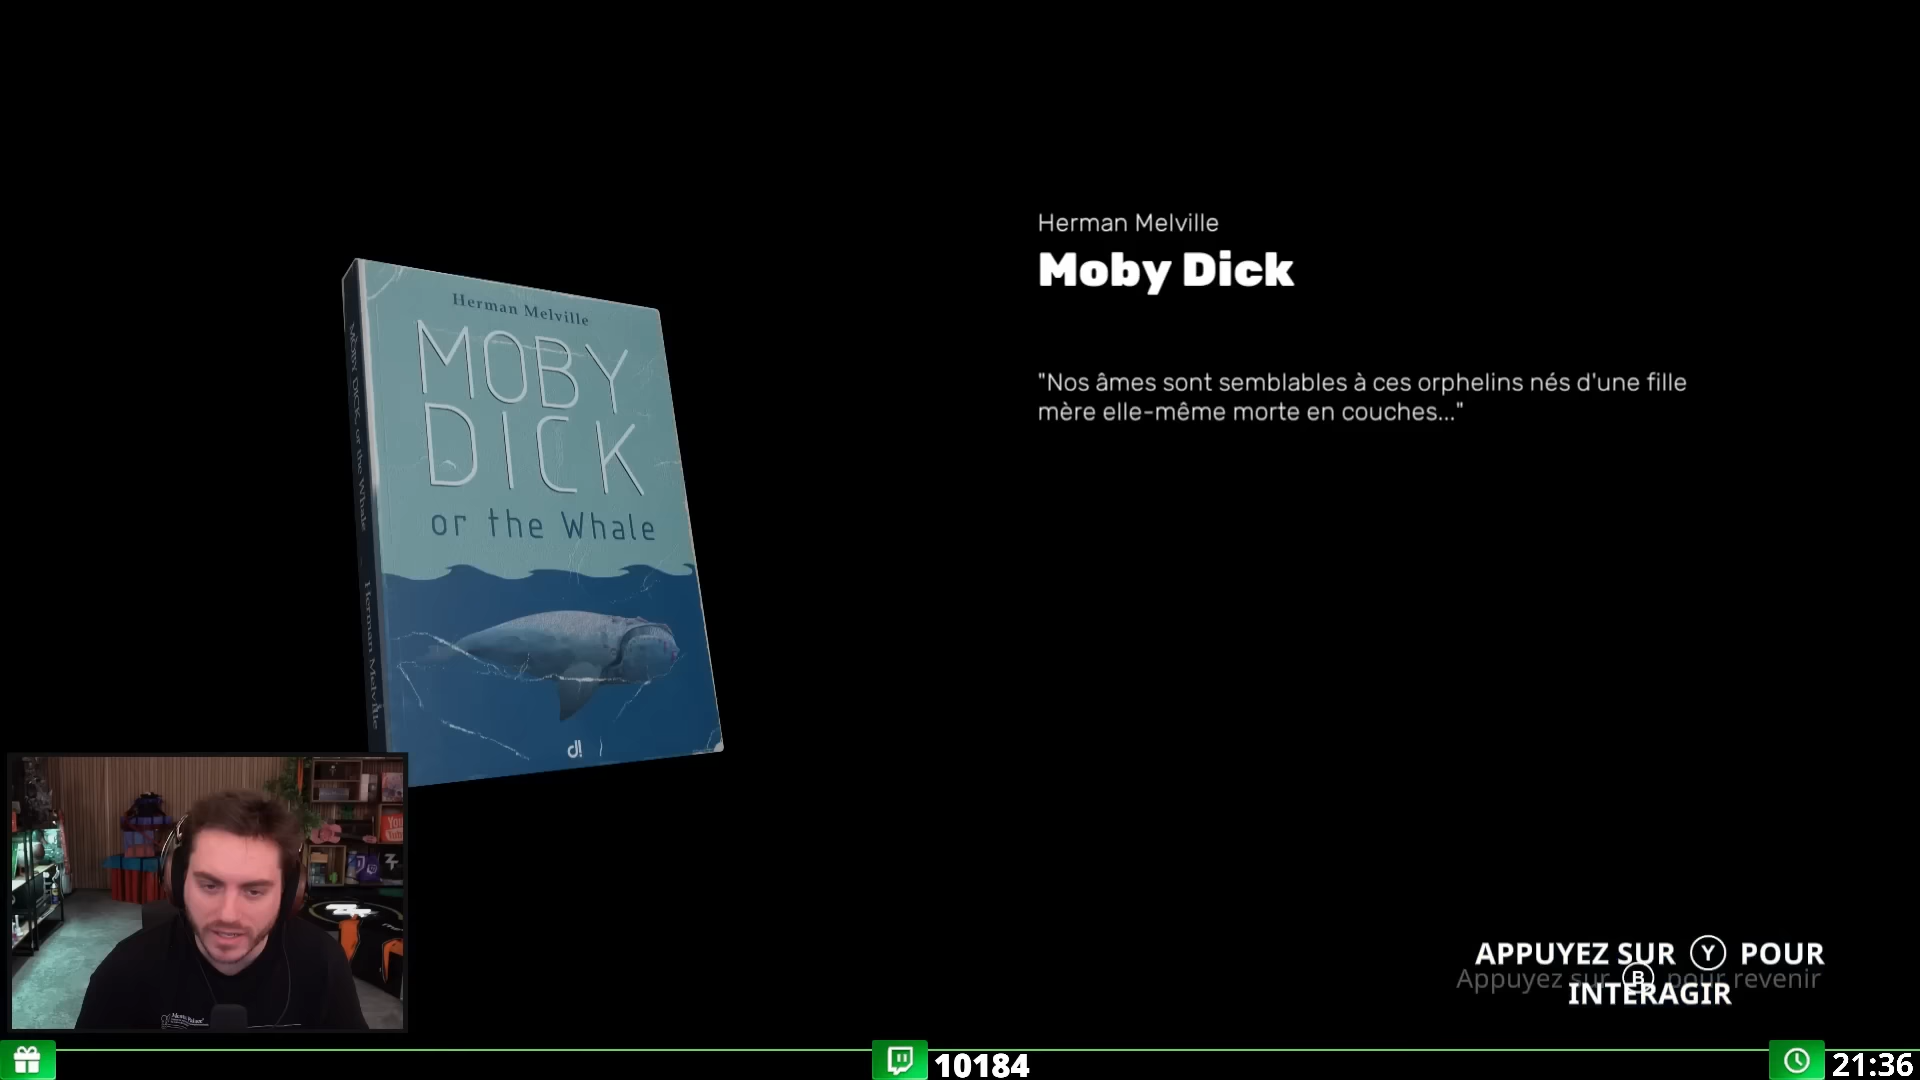 Herman Melville
Moby Dick
"Nos âmes sont semblables à ces orphelins nés d'une fille
mère elle-même morte en couches..."
Herman Melville
MOBY
DICK
or the Whale
d!
MOBY DICK or the Whale
Herman Melville
APPUYEZ SUR Y POUR
INTERAGIR
Appuyez sur B pour revenir
10184
21:36